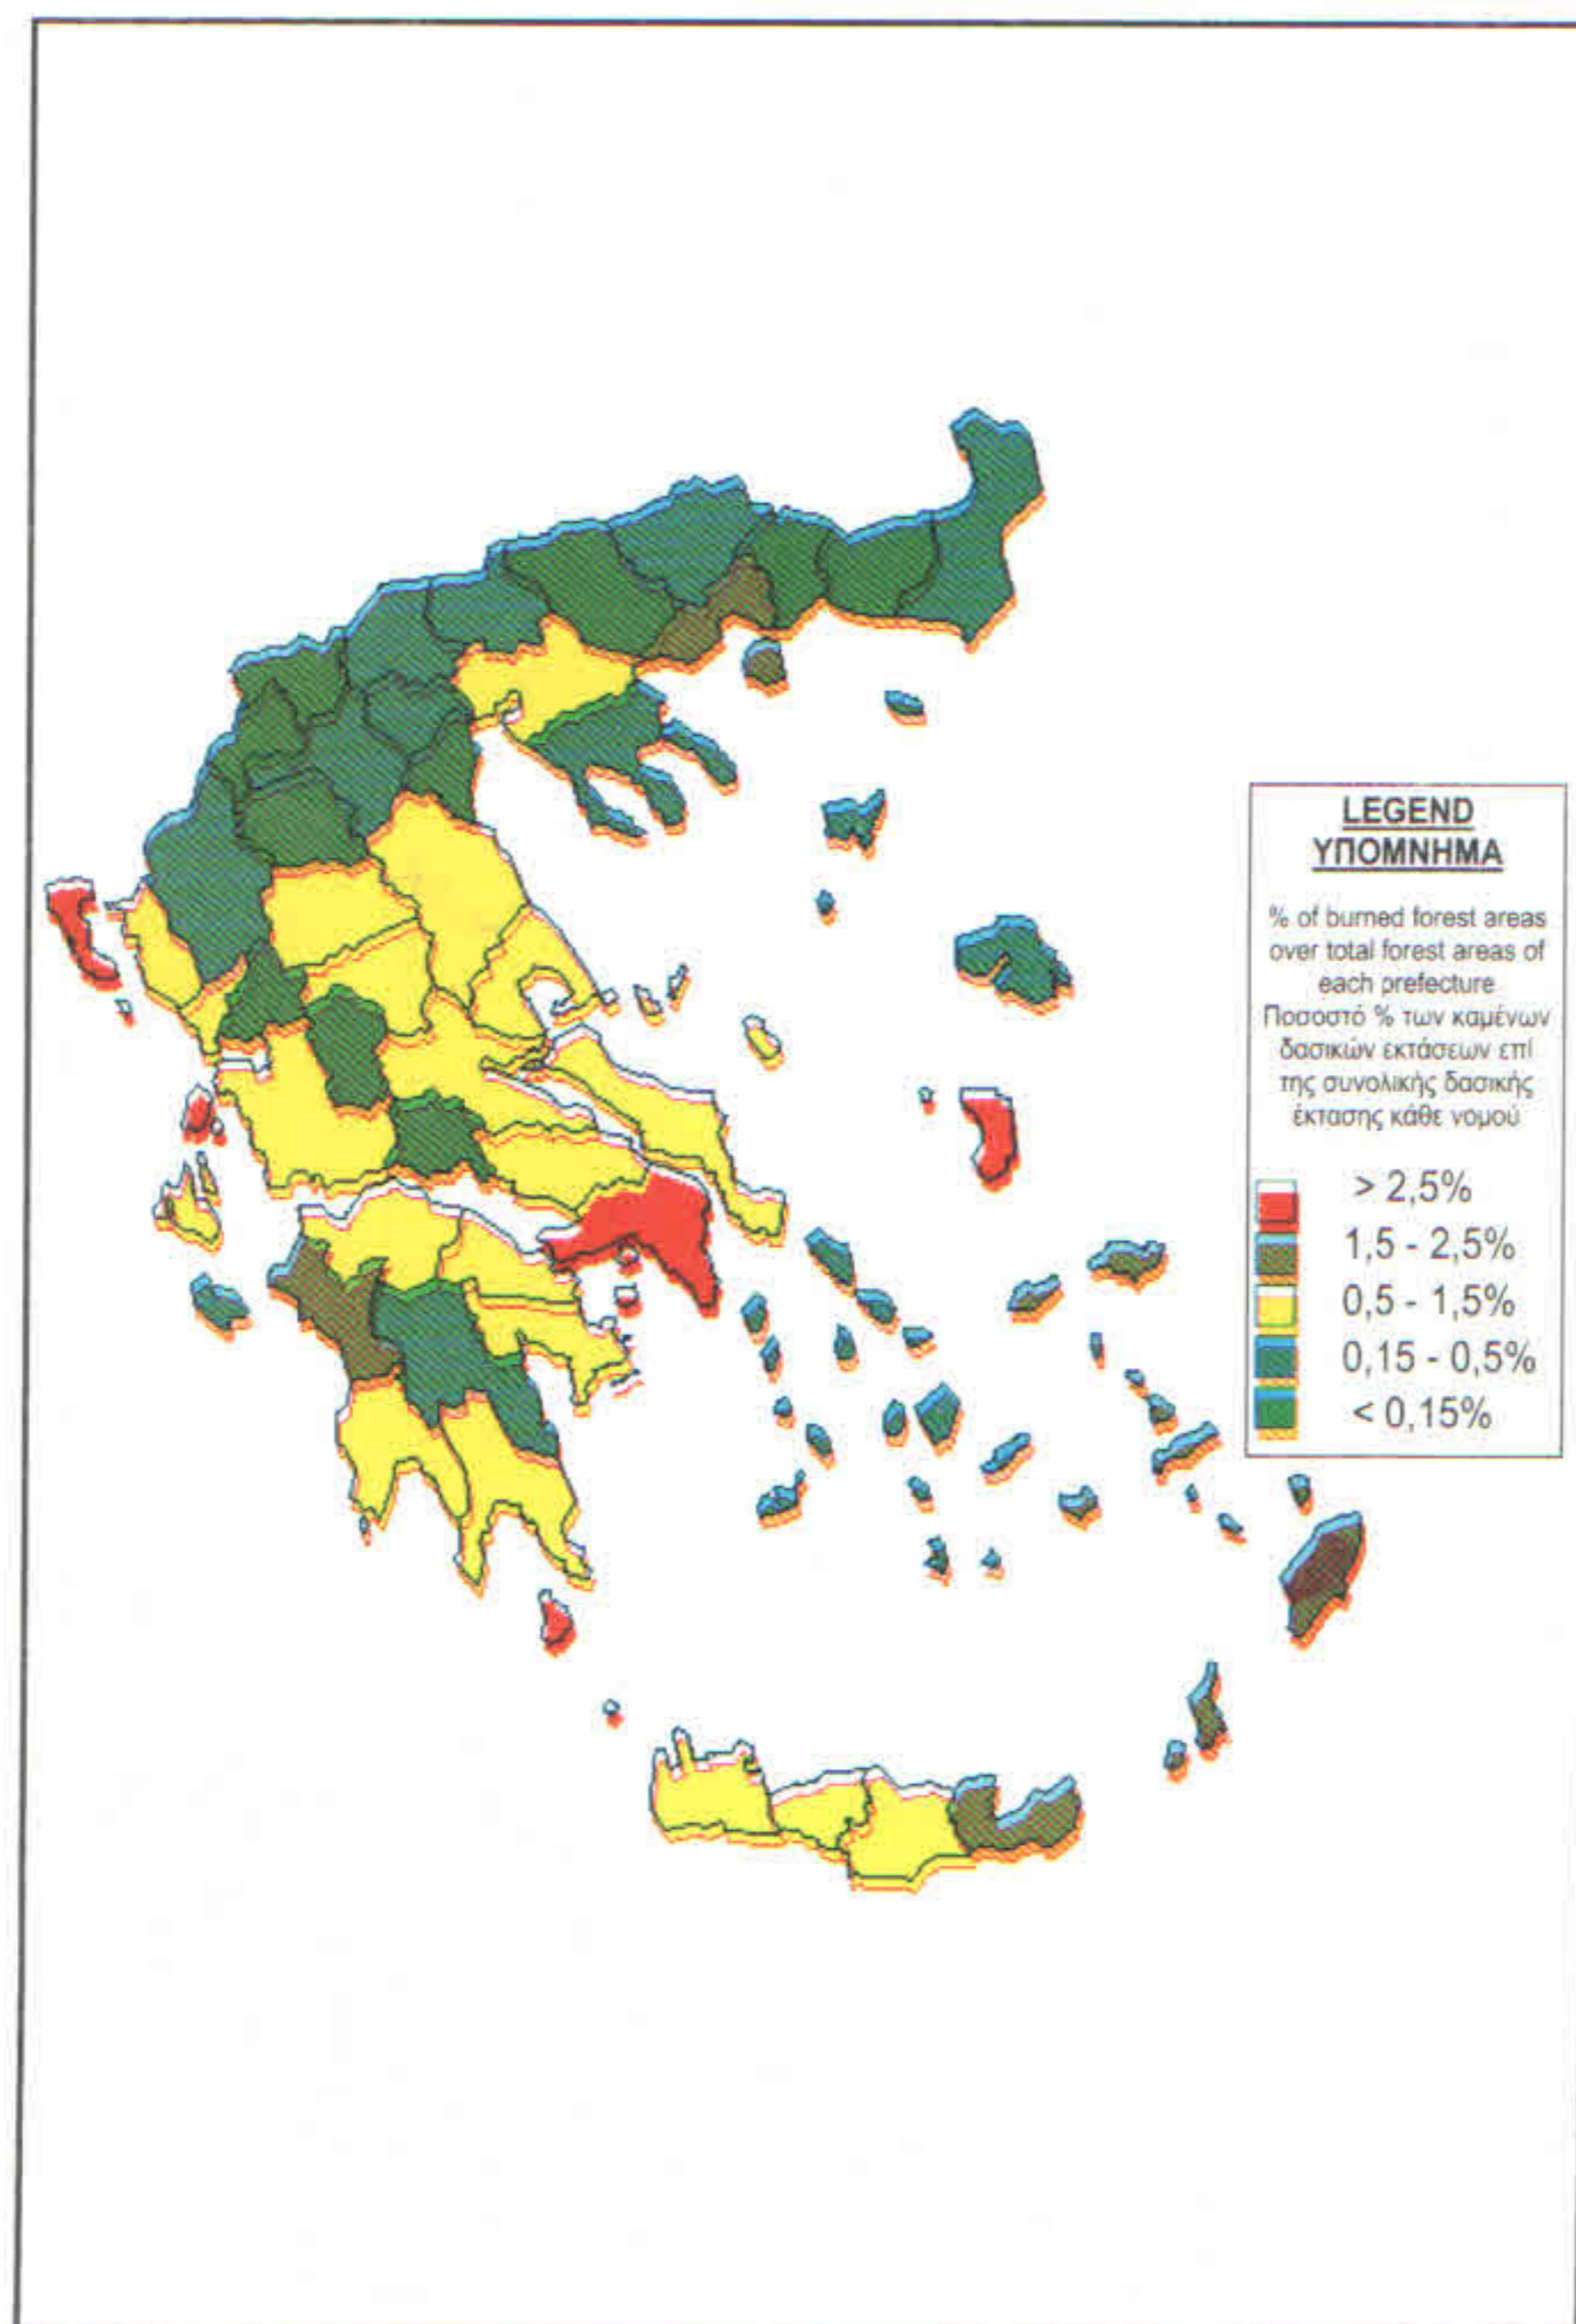 LEGEND
ΥΠΟΜΝΗΜΑ
% of burned forest areas
over total forest areas of
each prefecture
Ποσοστό % των καμένων
δασικών εκτάσεων επί
της συνολικής δασικής
έκτασης κάθε νομού
> 2,5%
1,5 - 2,5%
0,5 - 1,5%
0,15 - 0,5%
< 0,15%